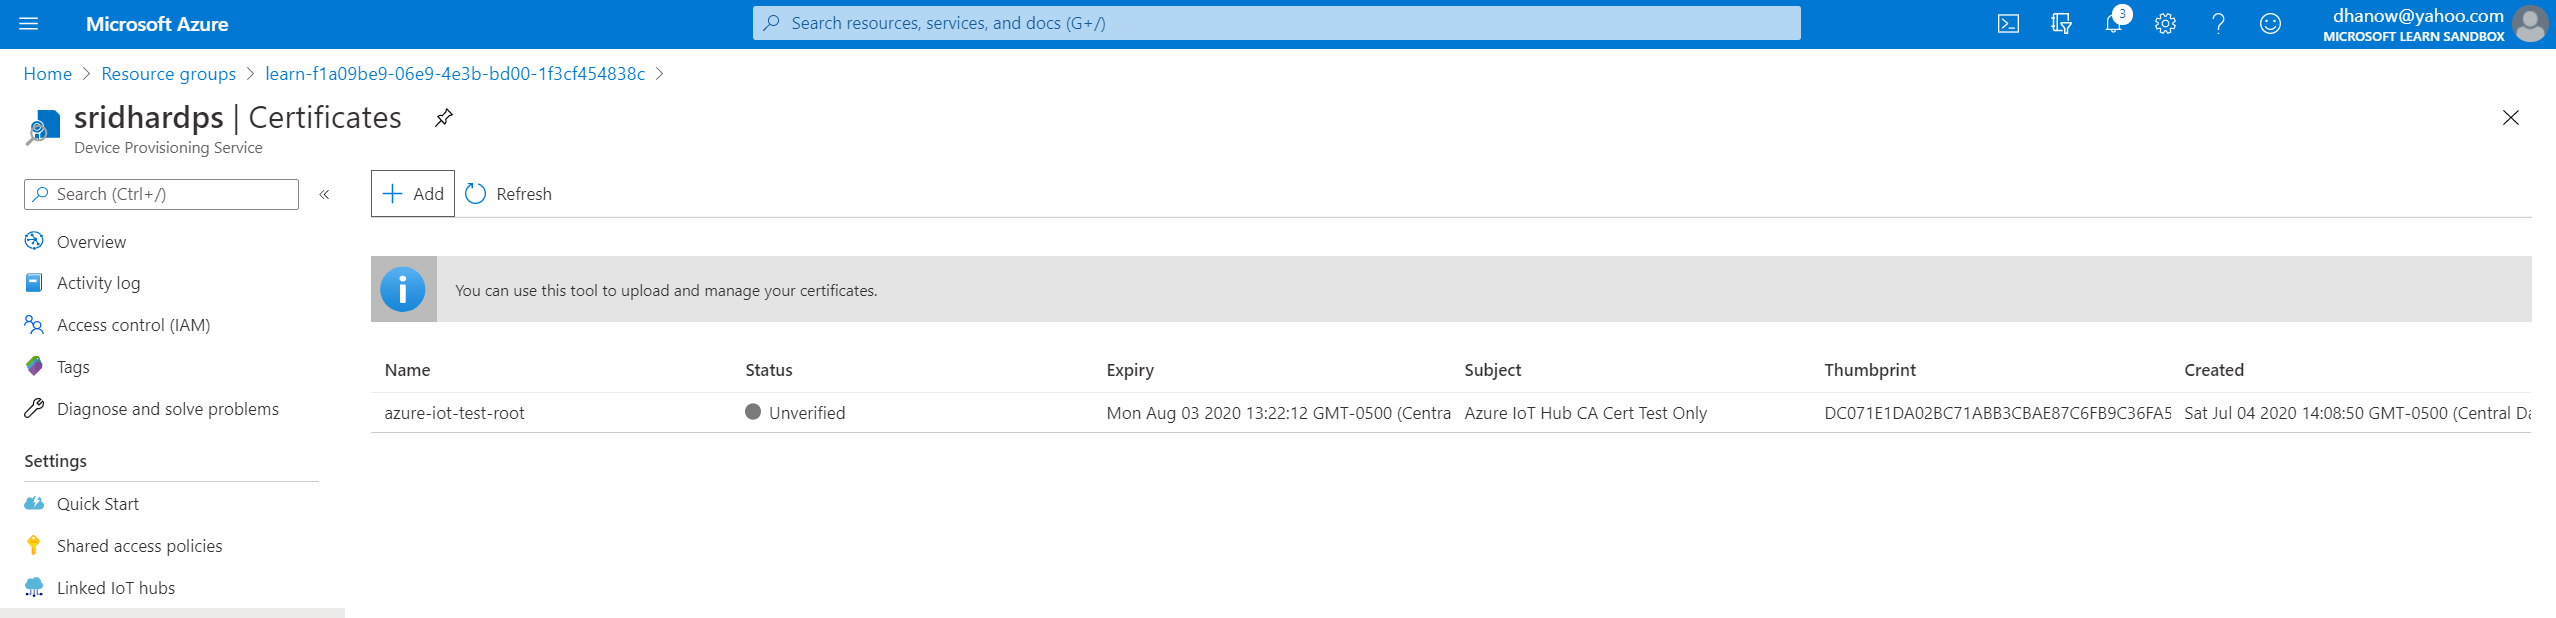 Microsoft Azure
Search resources, services, and docs (G+/)
3
dhanow@yahoo.com
MICROSOFT LEARN SANDBOX
Home > Resource groups > learn-f1a09be9-06e9-4e3b-bd00-1f3cf454838c >
sridhardps | Certificates
Device Provisioning Service
Search (Ctrl+/)
«
Overview
Activity log
Access control (IAM)
Tags
Diagnose and solve problems
Settings
Quick Start
Shared access policies
Linked IoT hubs
+ Add Refresh
You can use this tool to upload and manage your certificates.
Name Status Expiry Subject Thumbprint Created
azure-iot-test-root Unverified Mon Aug 03 2020 13:22:12 GMT-0500 (Centra Azure IoT Hub CA Cert Test Only DC071E1DA02BC71ABB3CBAE87C6FB9C36FA5 Sat Jul 04 2020 14:08:50 GMT-0500 (Central Da